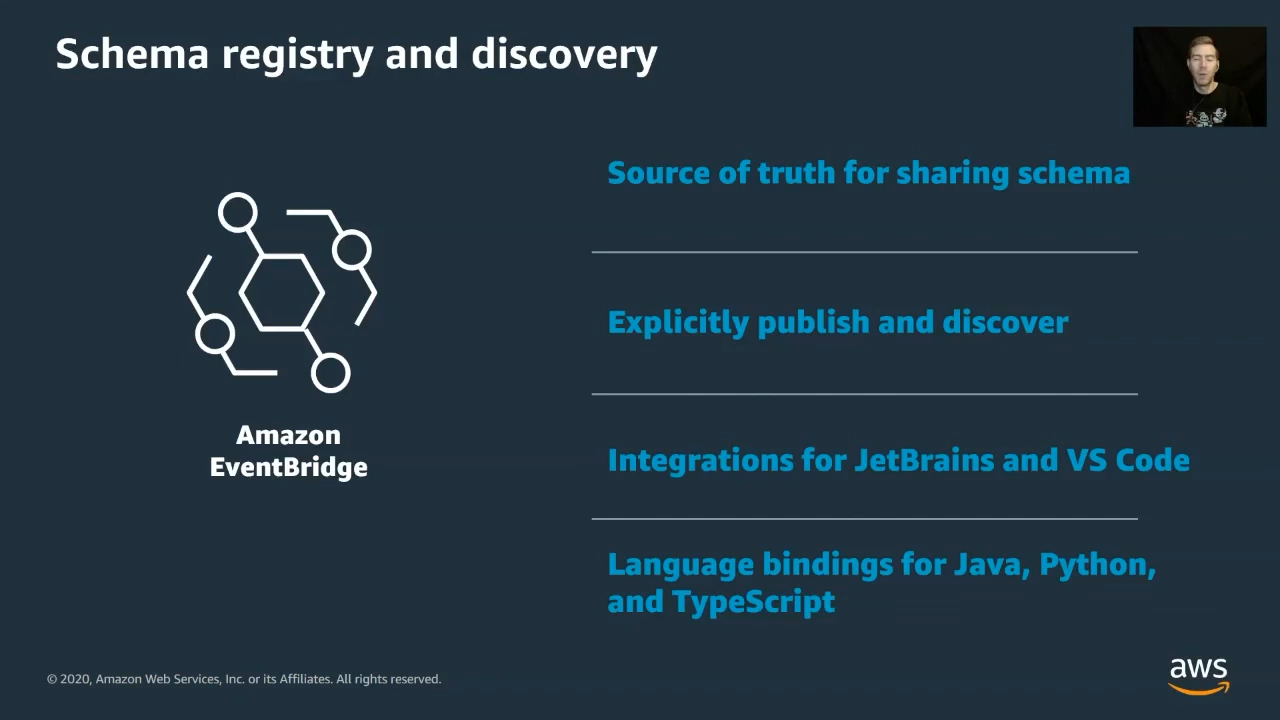 Schema registry and discovery
Amazon
EventBridge
Source of truth for sharing schema
Explicitly publish and discover
Integrations for JetBrains and VS Code
Language bindings for Java, Python,
and TypeScript
© 2020, Amazon Web Services, Inc. or its Affiliates. All rights reserved.
aws